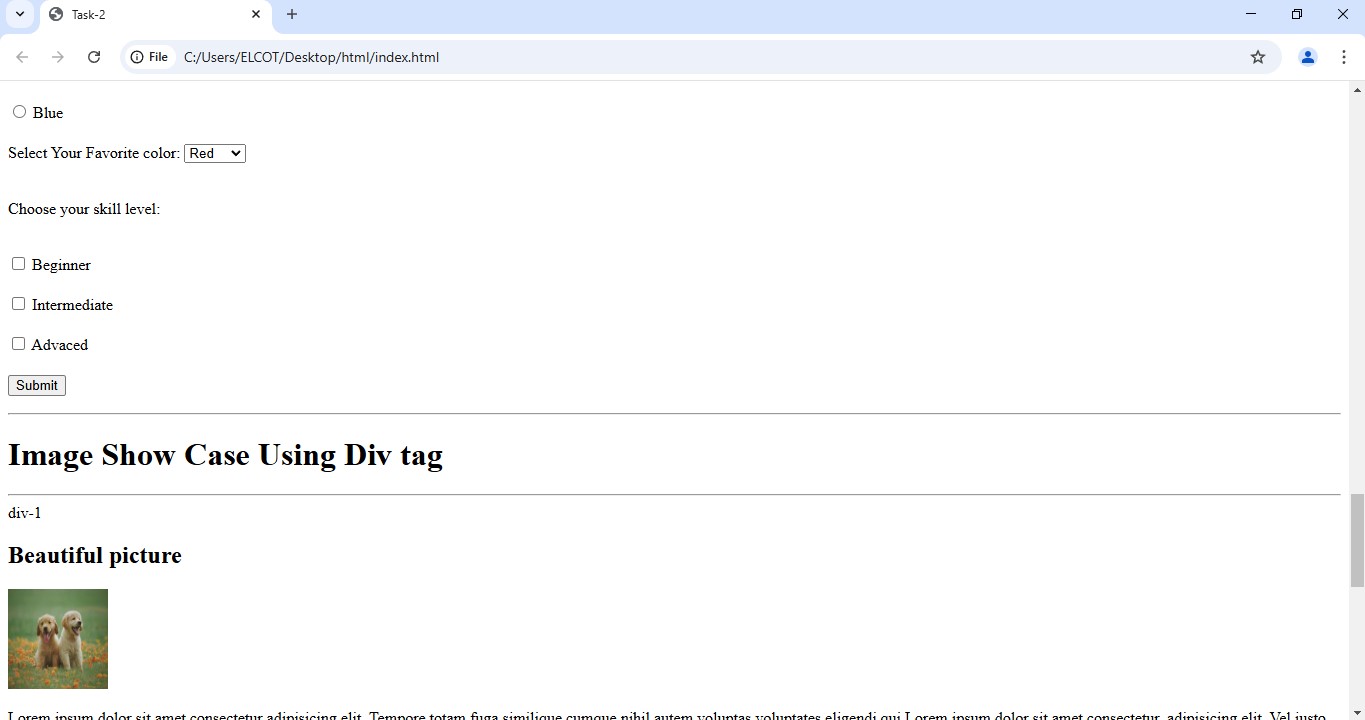 Task-2
File C:/Users/ELCOT/Desktop/html/index.html
Blue
Select Your Favorite color: Red
Choose your skill level:
Beginner
Intermediate
Advaced
Submit
Image Show Case Using Div tag
div-1
Beautiful picture
Lorem ipsum dolor sit amet consectetur adipisicing elit. Tempore totam fuga similique cumque nihil autem voluptas voluptates eligendi qui Lorem ipsum dolor sit amet consectetur, adipisicing elit. Vel iusto